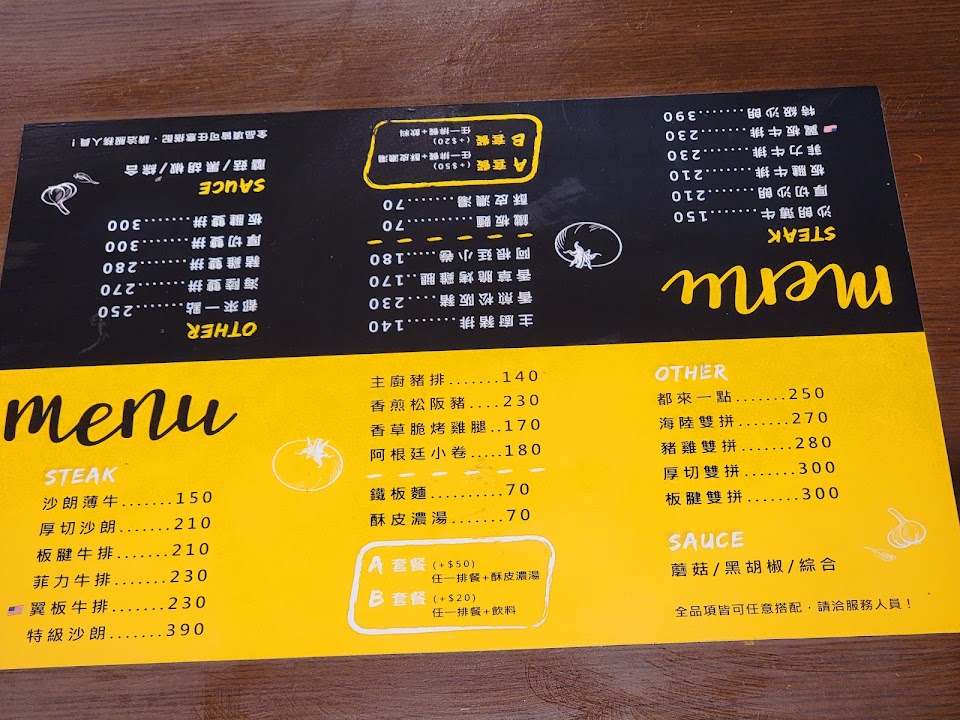 menu
STEAK
沙朗薄牛.......150
厚切沙朗.......210
板腱牛排.......210
菲力牛排.......230
翼板牛排.......230
特級沙朗.......390
主廚豬排.......140
香煎松阪豬....230
香草脆烤雞腿..170
阿根廷小卷.....180
鐵板麵..........70
酥皮濃湯........70
A 套餐 (+$50)
任一排餐+酥皮濃湯
B 套餐 (+$20)
任一排餐+飲料
OTHER
都來一點.......250
海陸雙拼.......270
豬雞雙拼.......280
厚切雙拼.......300
板腱雙拼.......300
SAUCE
蘑菇/黑胡椒/綜合
全品項皆可任意搭配，請洽服務人員！
menu
STEAK
沙朗薄牛.......150
厚切沙朗.......210
板腱牛排.......210
菲力牛排.......230
翼板牛排.......230
特級沙朗.......390
主廚豬排.......140
香煎松阪豬....230
香草脆烤雞腿..170
阿根廷小卷.....180
鐵板麵..........70
酥皮濃湯........70
A 套餐 (+$50)
任一排餐+酥皮濃湯
B 套餐 (+$20)
任一排餐+飲料
OTHER
都來一點.......250
海陸雙拼.......270
豬雞雙拼.......280
厚切雙拼.......300
板腱雙拼.......300
SAUCE
蘑菇/黑胡椒/綜合
全品項皆可任意搭配，請洽服務人員！